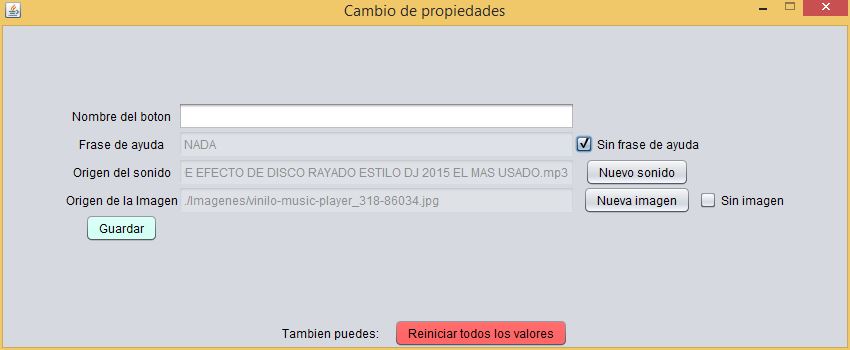 Cambio de propiedades
Nombre del boton
Frase de ayuda NADA Sin frase de ayuda
Origen del sonido E EFECTO DE DISCO RAYADO ESTILO DJ 2015 EL MAS USADO.mp3 Nuevo sonido
Origen de la Imagen ./Imagenes/vinilo-music-player_318-86034.jpg Nueva imagen Sin imagen
Guardar
Tambien puedes: Reiniciar todos los valores